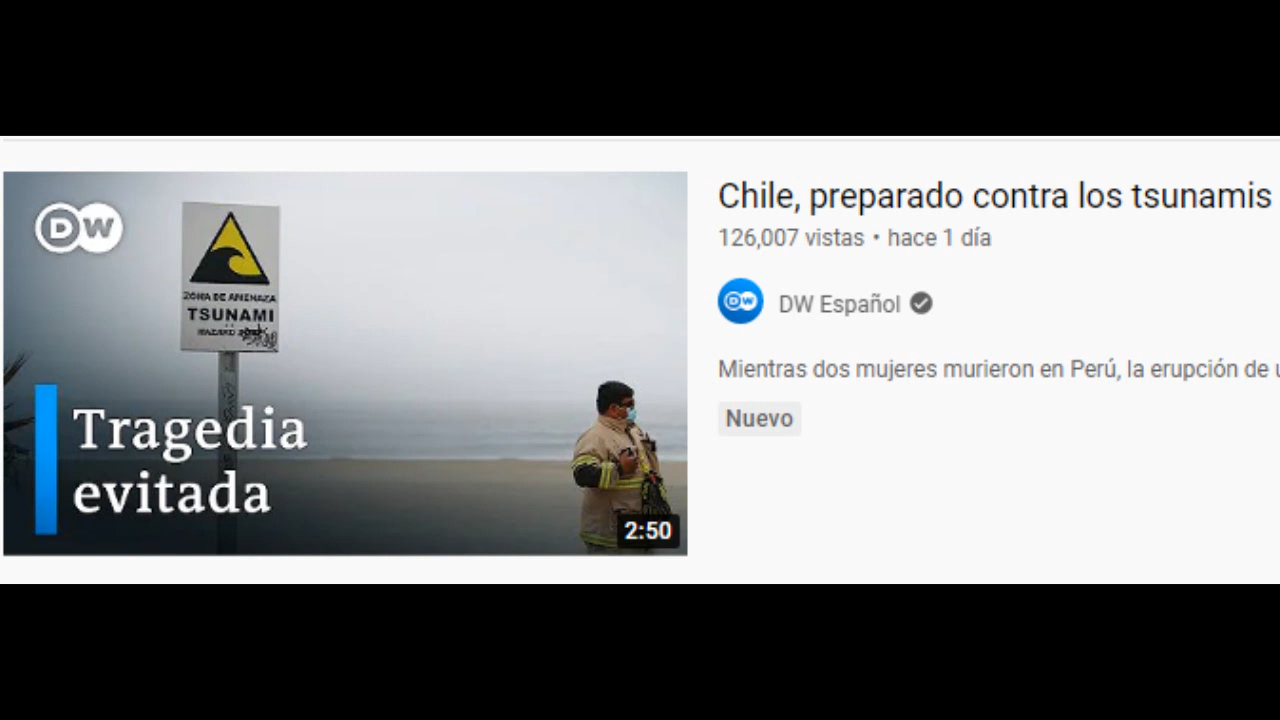 DW
ZONA DE AMENAZA
TSUNAMI
Tragedia
evitada
2:50
Chile, preparado contra los tsunamis
126,007 vistas • hace 1 día
DW
DW Español
Mientras dos mujeres murieron en Perú, la erupción de
Nuevo